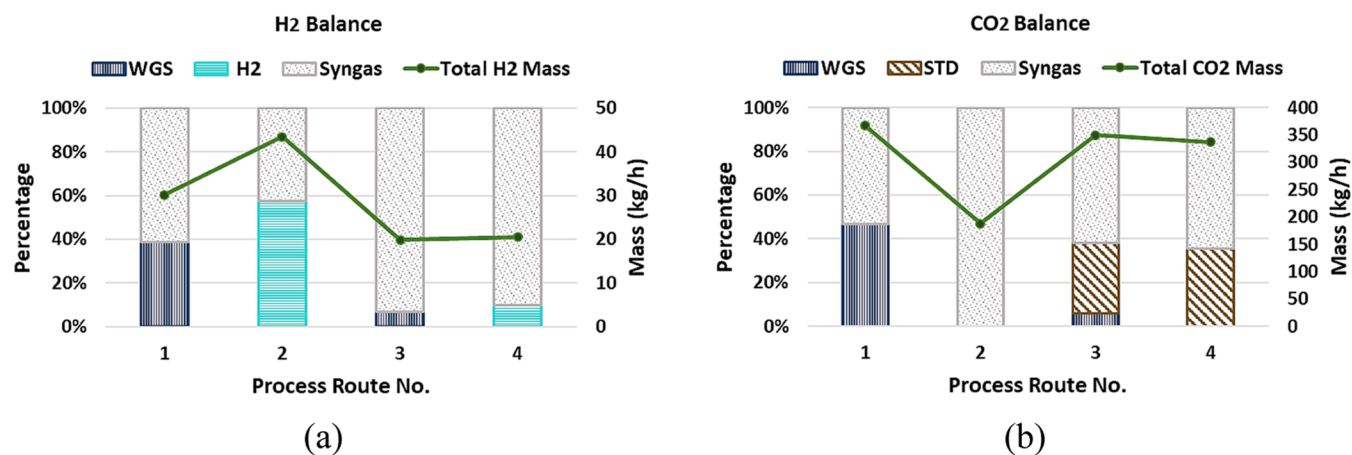 H2 Balance
WGS H2 Syngas Total H2 Mass
100%
80%
60%
40%
20%
0%
Percentage
50
40
30
20
10
0
Mass (kg/h)
1 2 3 4
Process Route No.
(a)
CO2 Balance
WGS STD Syngas Total CO2 Mass
100%
80%
60%
40%
20%
0%
Percentage
400
350
300
250
200
150
100
50
0
Mass (kg/h)
1 2 3 4
Process Route No.
(b)